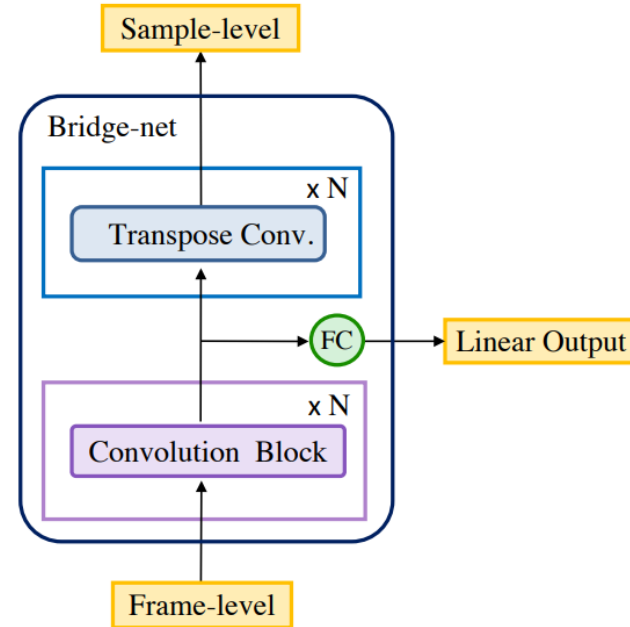 Sample-level
Bridge-net
x N
Transpose Conv.
FC
Linear Output
x N
Convolution Block
Frame-level